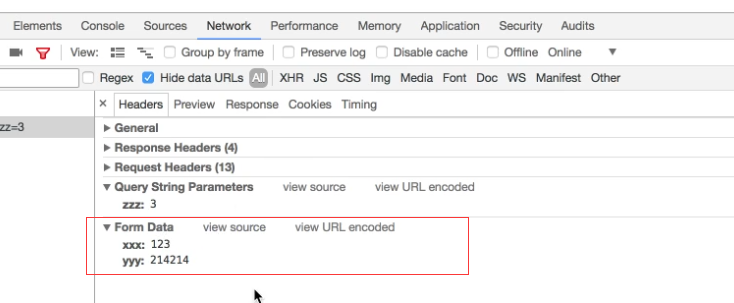 Elements Console Sources Network Performance Memory Application Security Audits
View: Group by frame Preserve log Disable cache Offline Online
Regex Hide data URLs All XHR JS CSS Img Media Font Doc WS Manifest Other
× Headers Preview Response Cookies Timing
zz=3
General
Response Headers (4)
Request Headers (13)
Query String Parameters view source view URL encoded
zzz: 3
Form Data view source view URL encoded
xxx: 123
yyy: 214214